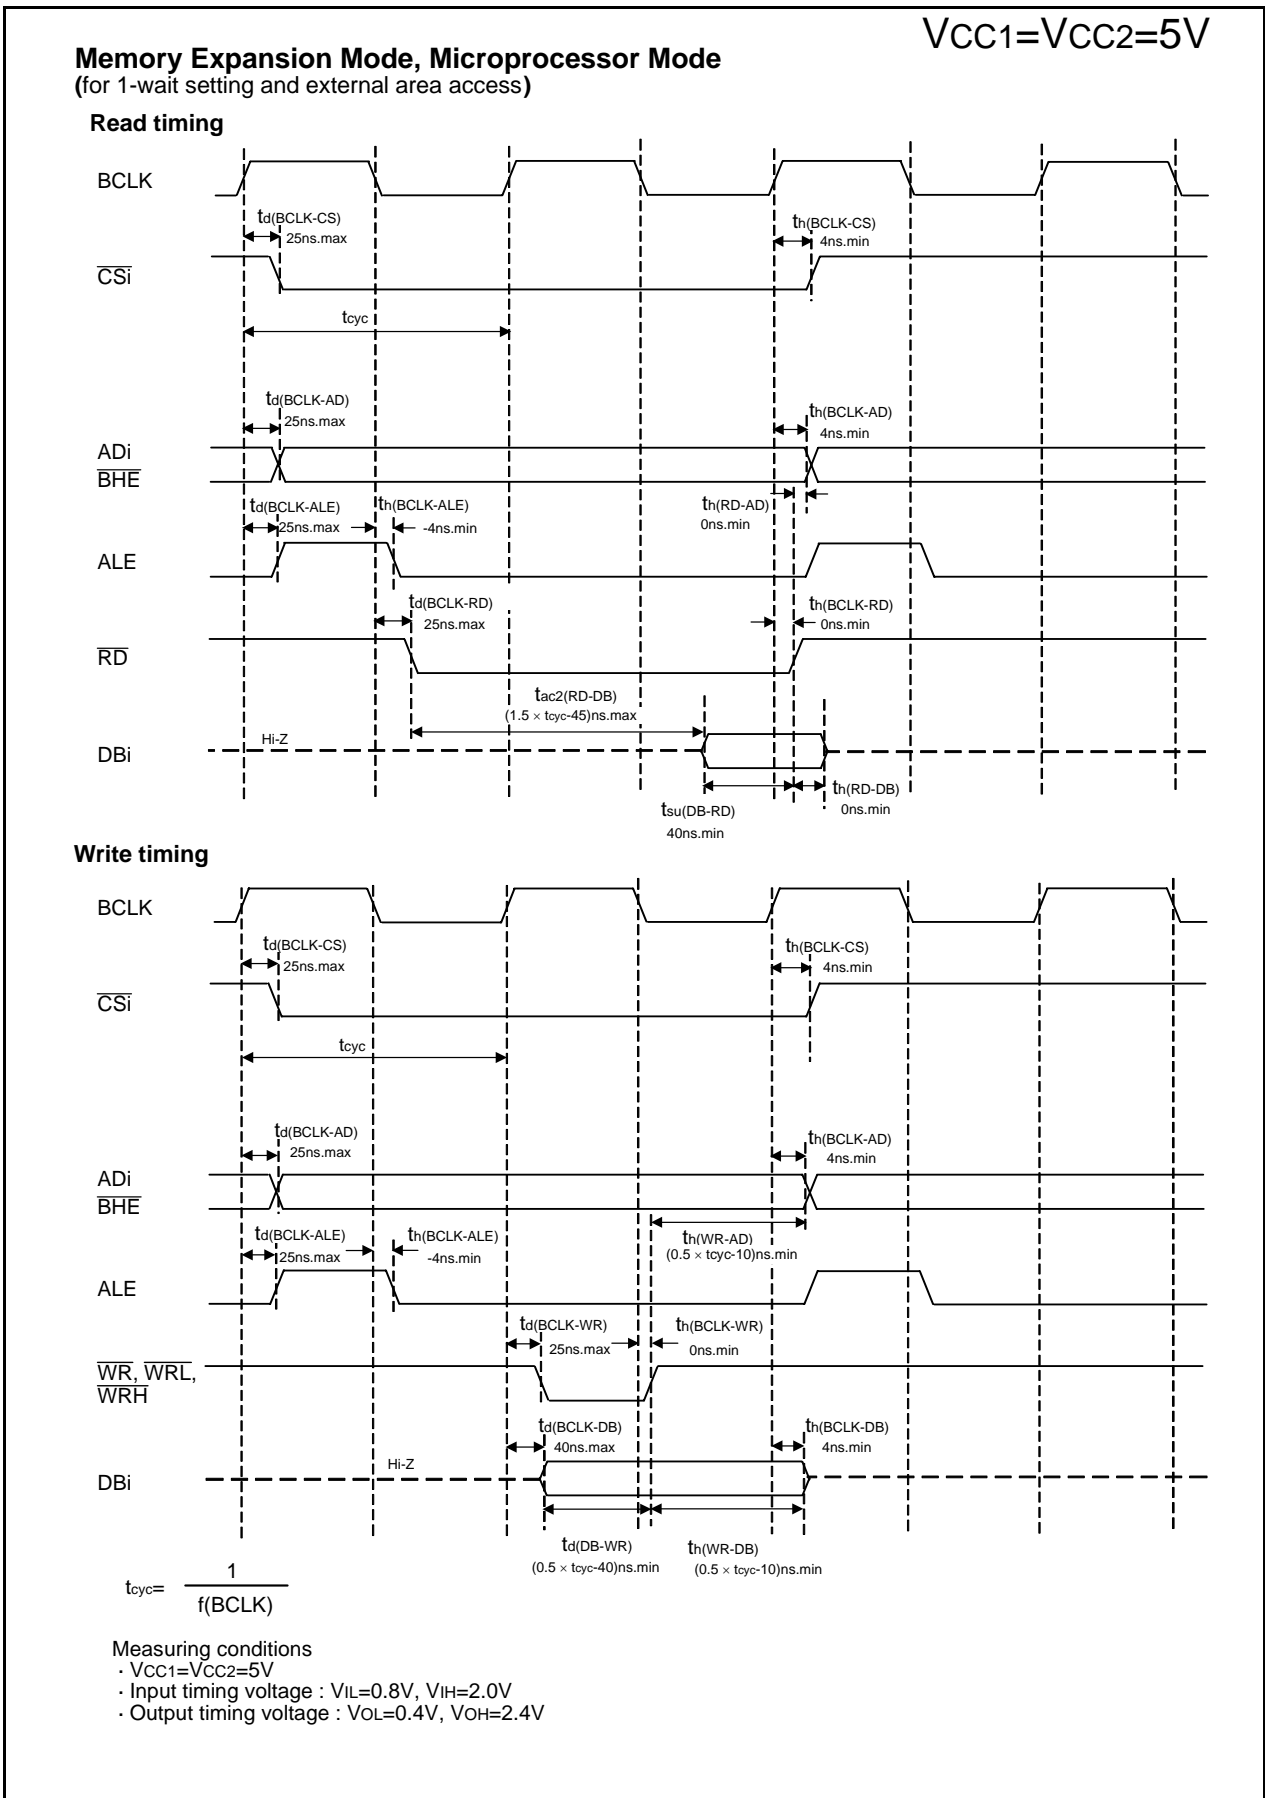 VCC1=VCC2=5V
Memory Expansion Mode, Microprocessor Mode
(for 1-wait setting and external area access)
Read timing
BCLK
td(BCLK-CS)
25ns.max
th(BCLK-CS)
4ns.min
CSi
tcyc
td(BCLK-AD)
25ns.max
th(BCLK-AD)
4ns.min
ADi
BHE
td(BCLK-ALE)
25ns.max
th(BCLK-ALE)
-4ns.min
th(RD-AD)
0ns.min
ALE
td(BCLK-RD)
25ns.max
th(BCLK-RD)
0ns.min
RD
tac2(RD-DB)
(1.5 × tcyc-45)ns.max
Hi-Z
DBi
tsu(DB-RD)
40ns.min
th(RD-DB)
0ns.min
Write timing
BCLK
td(BCLK-CS)
25ns.max
th(BCLK-CS)
4ns.min
CSi
tcyc
td(BCLK-AD)
25ns.max
th(BCLK-AD)
4ns.min
ADi
BHE
td(BCLK-ALE)
25ns.max
th(BCLK-ALE)
-4ns.min
th(WR-AD)
(0.5 × tcyc-10)ns.min
ALE
td(BCLK-WR)
25ns.max
th(BCLK-WR)
0ns.min
WR, WRL,
WRH
td(BCLK-DB)
40ns.max
th(BCLK-DB)
4ns.min
Hi-Z
DBi
td(DB-WR)
(0.5 × tcyc-40)ns.min
th(WR-DB)
(0.5 × tcyc-10)ns.min
tcyc=
1
f(BCLK)
Measuring conditions
· VCC1=VCC2=5V
· Input timing voltage : VIL=0.8V, VIH=2.0V
· Output timing voltage : VOL=0.4V, VOH=2.4V